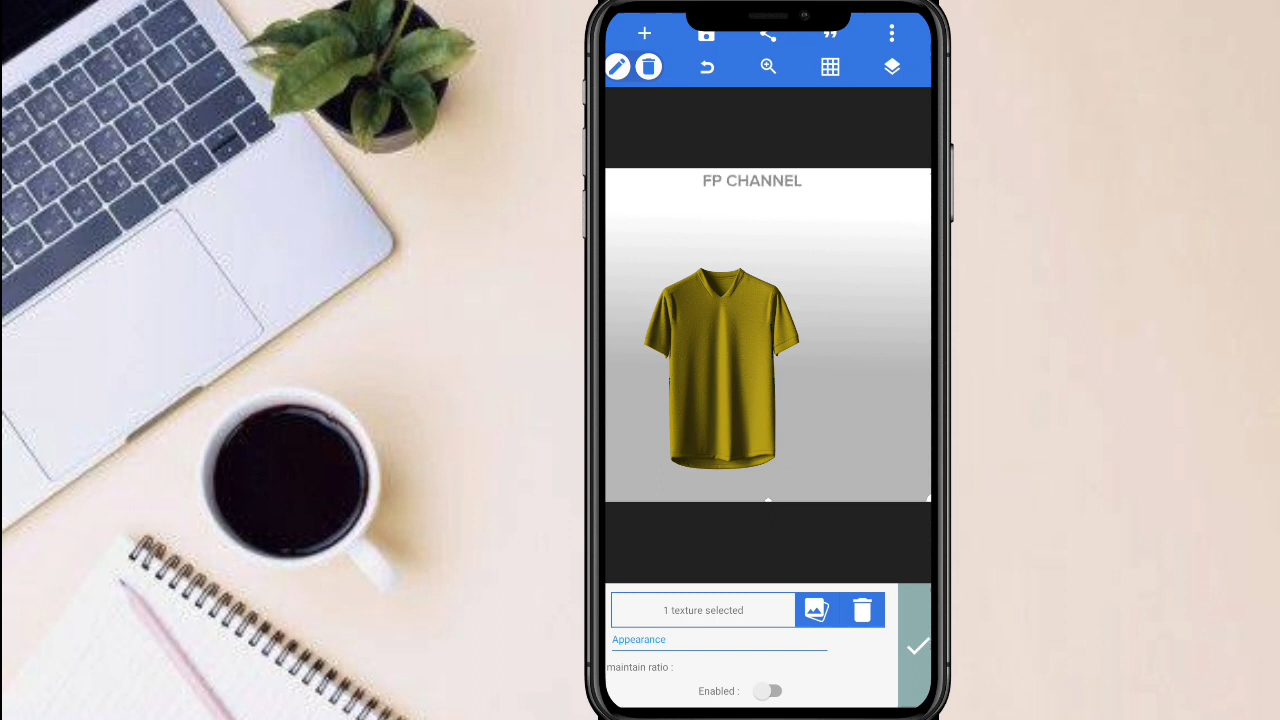 FP CHANNEL
1 texture selected
Appearance
maintain ratio :
Enabled :